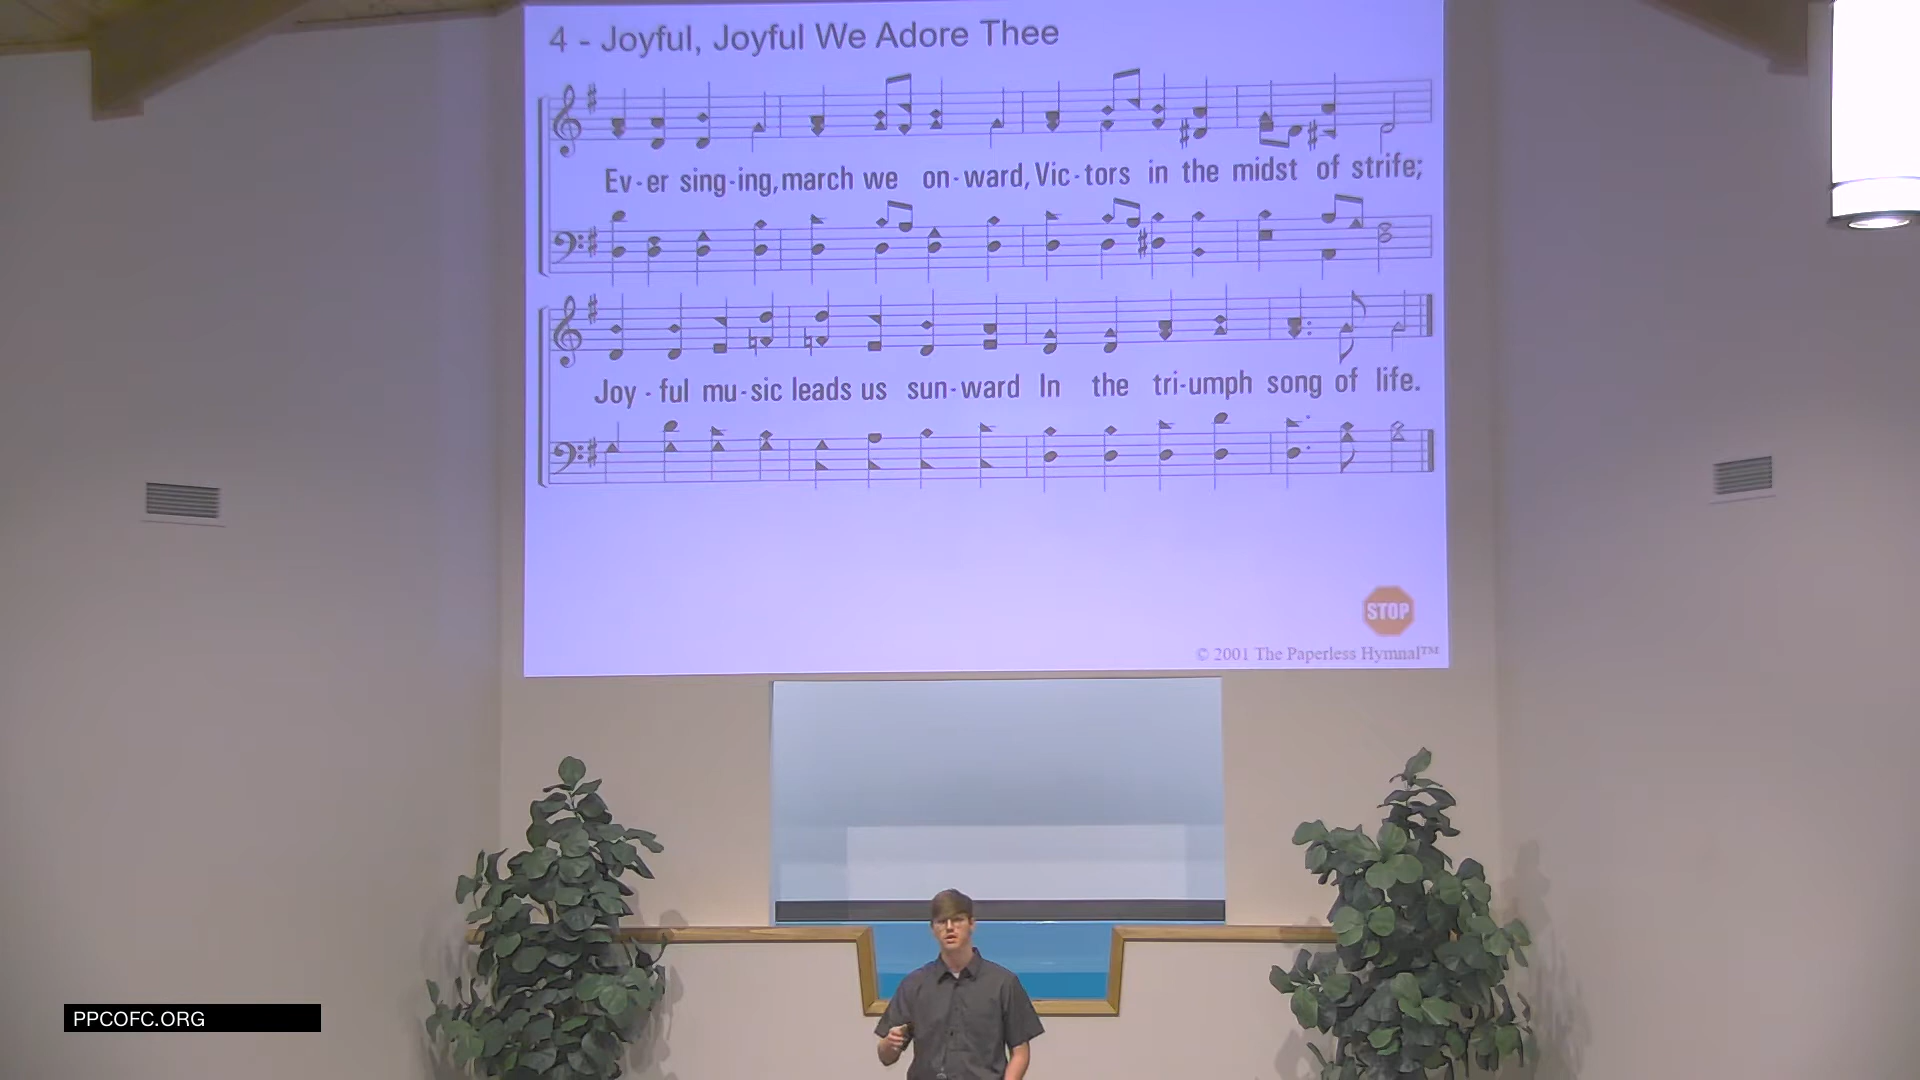 4 - Joyful, Joyful We Adore Thee
Ev-er sing-ing, march we on-ward, Vic-tors in the midst of strife;
Joy-ful mu-sic leads us sun-ward In the tri-umph song of life.
STOP
© 2001 The Paperless Hymnal™
PPCOFC.ORG